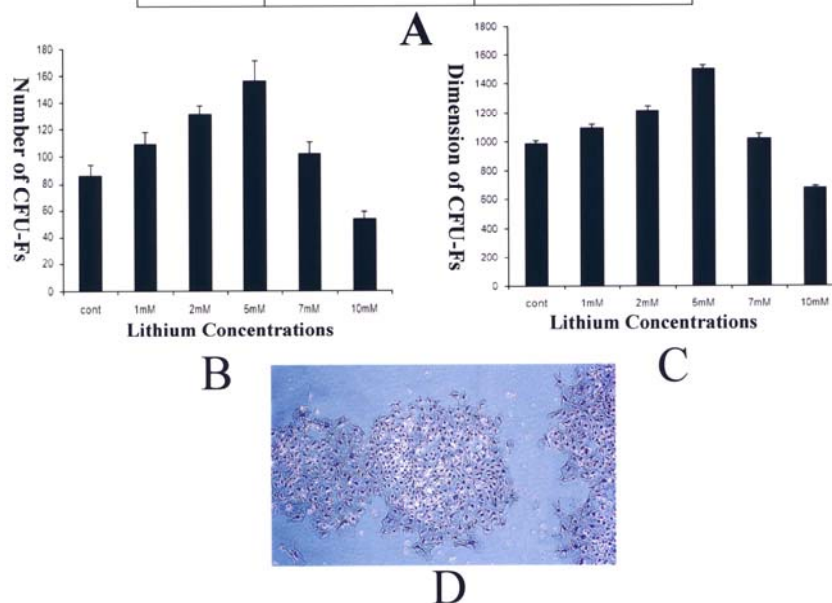 A
180
160
140
120
100
80
60
40
20
0
Number of CFU-Fs
cont 1mM 2mM 5mM 7mM 10mM
Lithium Concentrations
B
1800
1600
1400
1200
1000
800
600
400
200
0
Dimension of CFU-Fs
cont 1mM 2mM 5mM 7mM 10mM
Lithium Concentrations
C
D